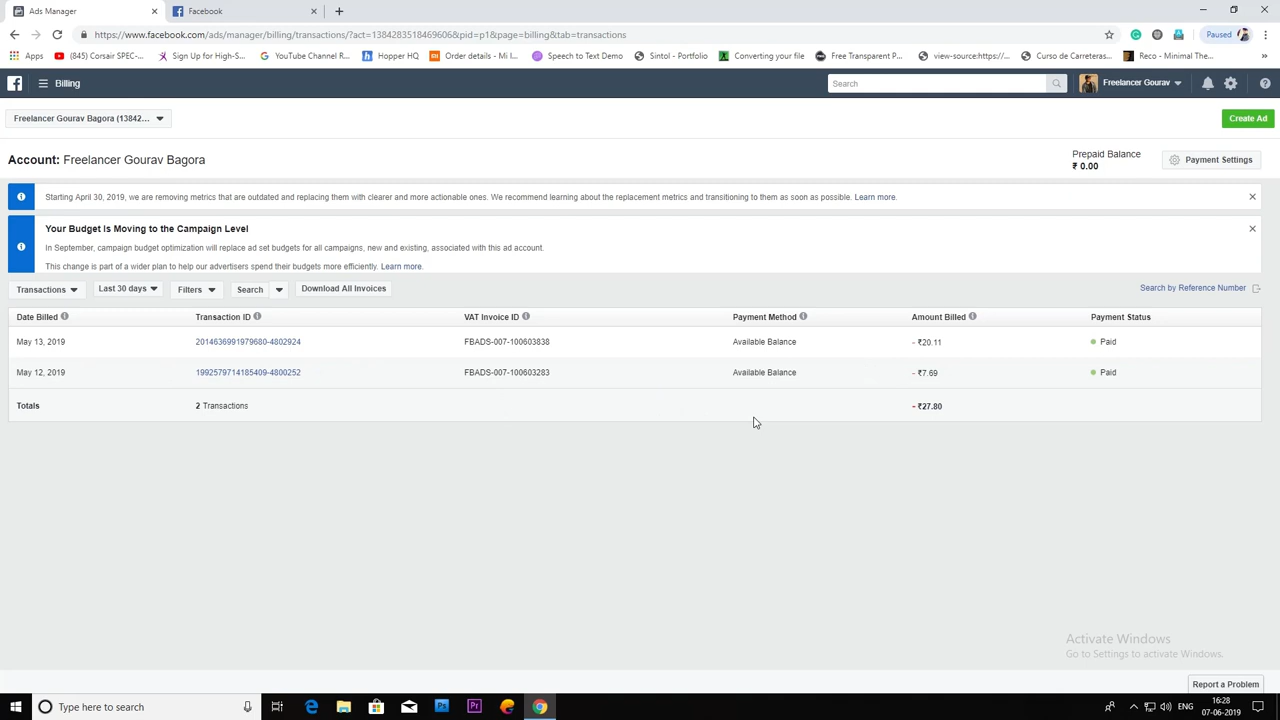 Ads Manager
Facebook
https://www.facebook.com/ads/manager/billing/transactions/?act=1384283518469606&pid=p1&page=billing&tab=transactions
Paused
Apps
(845) Corsair SPEC-...
Sign Up for High-S...
YouTube Channel R...
Hopper HQ
Order details - Mi I...
Speech to Text Demo
Sintol - Portfolio
Converting your file
Free Transparent P...
view-source:https://...
Curso de Carreteras...
Reco - Minimal The...
Billing
Search
Freelancer Gourav
Freelancer Gourav Bagora (13842...
Create Ad
Account: Freelancer Gourav Bagora
Prepaid Balance
₹ 0.00
Payment Settings
Starting April 30, 2019, we are removing metrics that are outdated and replacing them with clearer and more actionable ones. We recommend learning about the replacement metrics and transitioning to them as soon as possible. Learn more.
Your Budget Is Moving to the Campaign Level
In September, campaign budget optimization will replace ad set budgets for all campaigns, new and existing, associated with this ad account.
This change is part of a wider plan to help our advertisers spend their budgets more efficiently. Learn more.
Transactions
Last 30 days
Filters
Search
Download All Invoices
Search by Reference Number
Date Billed
Transaction ID
VAT Invoice ID
Payment Method
Amount Billed
Payment Status
May 13, 2019
2014636991979680-4802924
FBADS-007-100603838
Available Balance
- ₹20.11
Paid
May 12, 2019
1992579714185409-4800252
FBADS-007-100603283
Available Balance
- ₹7.69
Paid
Totals
2 Transactions
- ₹27.80
Activate Windows
Go to Settings to activate Windows.
Report a Problem
Type here to search
ENG
16:28
07-06-2019